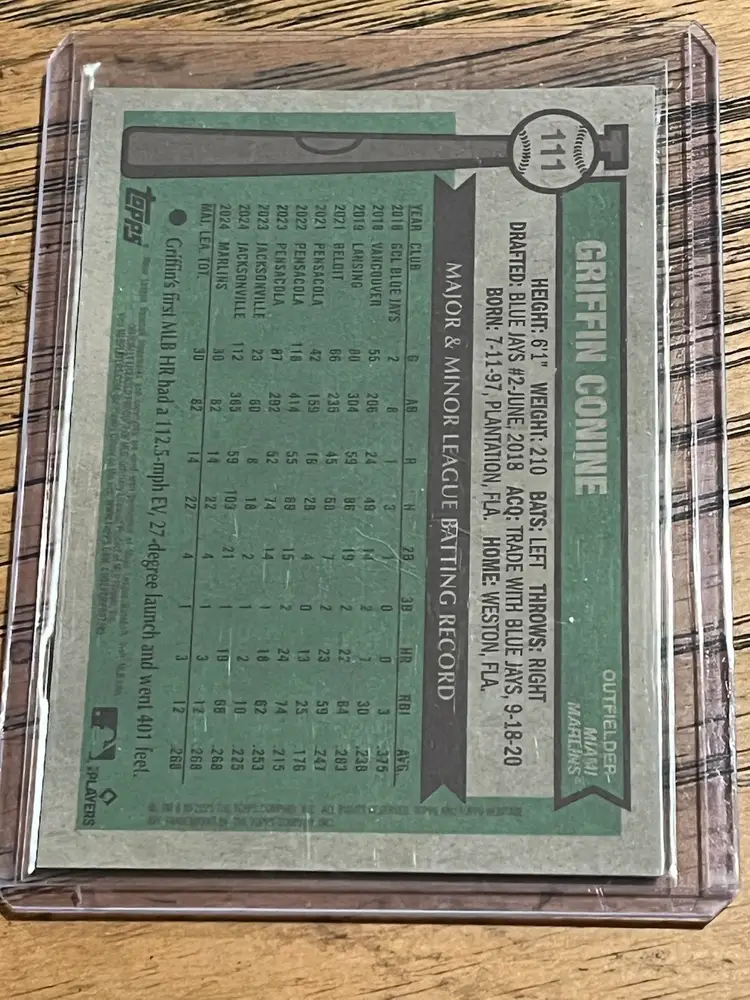 111
GRIFFIN CONINE
OUTFIELDER-
MIAMI
MARLINS®
HEIGHT: 6'1" WEIGHT: 210 BATS: LEFT THROWS: RIGHT
DRAFTED: BLUE JAYS #2-JUNE, 2018 ACQ: TRADE WITH BLUE JAYS, 9-18-20
BORN: 7-11-97, PLANTATION, FLA. HOME: WESTON, FLA.
MAJOR & MINOR LEAGUE BATTING RECORD
YEAR CLUB G AB R H 2B 3B HR RBI AVG
2018 GCL BLUE JAYS 2 8 1 3 1 0 3 .375
2018 VANCOUVER 55 206 24 49 14 2 7 30 .238
2019 LANSING 80 304 59 86 19 2 22 64 .283
2021 BELOIT 66 235 45 58 7 2 23 59 .247
2021 PENSACOLA 42 159 16 28 4 0 13 25 .176
2022 PENSACOLA 118 414 55 89 15 2 24 74 .215
2023 PENSACOLA 87 292 52 74 14 1 18 62 .253
2023 JACKSONVILLE 23 80 8 18 2 1 2 10 .225
2024 JACKSONVILLE 112 385 59 103 21 1 19 68 .268
2024 MARLINS 30 82 14 22 4 1 3 12 .268
MAJ. LEA. TOT. 30 82 14 22 4 1 3 12 .268
Topps
Griffin's first MLB HR had a 112.5-mph EV, 27-degree launch and went 401 feet.
PLAYERS